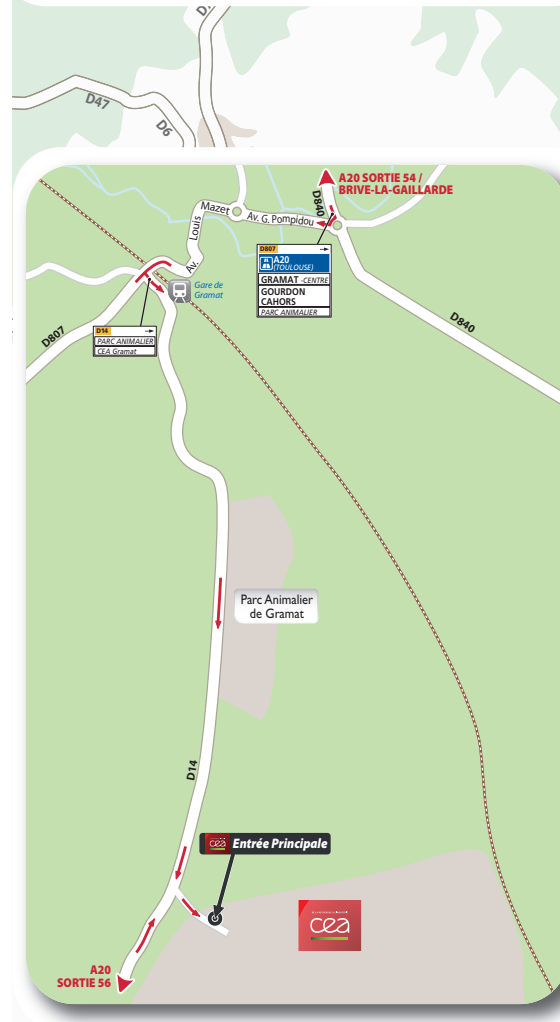 D47
D6
A20 SORTIE 54 /
BRIVE-LA-GAILLARDE
D840
Av. G. Pompidou
Av. Louis Mazet
D807
A20
(TOULOUSE)
GRAMAT -CENTRE
GOURDON
CAHORS
PARC ANIMALIER
Gare de
Gramat
D807
D14
PARC ANIMALIER
CEA Gramat
D840
Parc Animalier
de Gramat
D14
cea Entrée Principale
cea
A20
SORTIE 56